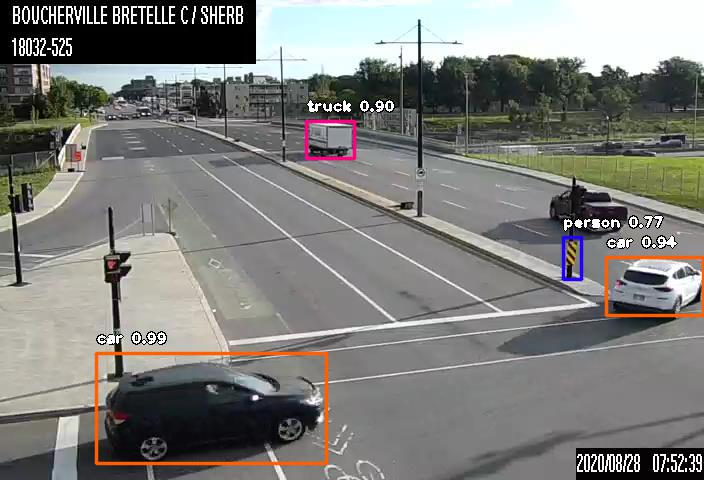 BOUCHERVILLE BRETELLE C / SHERB
18032-525
truck 0.90
person 0.77
car 0.94
car 0.99
2020/08/28 07:52:39